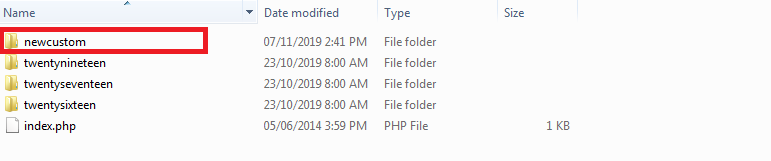 Name Date modified Type Size
newcustom 07/11/2019 2:41 PM File folder
twentynineteen 23/10/2019 8:00 AM File folder
twentyseventeen 23/10/2019 8:00 AM File folder
twentysixteen 23/10/2019 8:00 AM File folder
index.php 05/06/2014 3:59 PM PHP File 1 KB